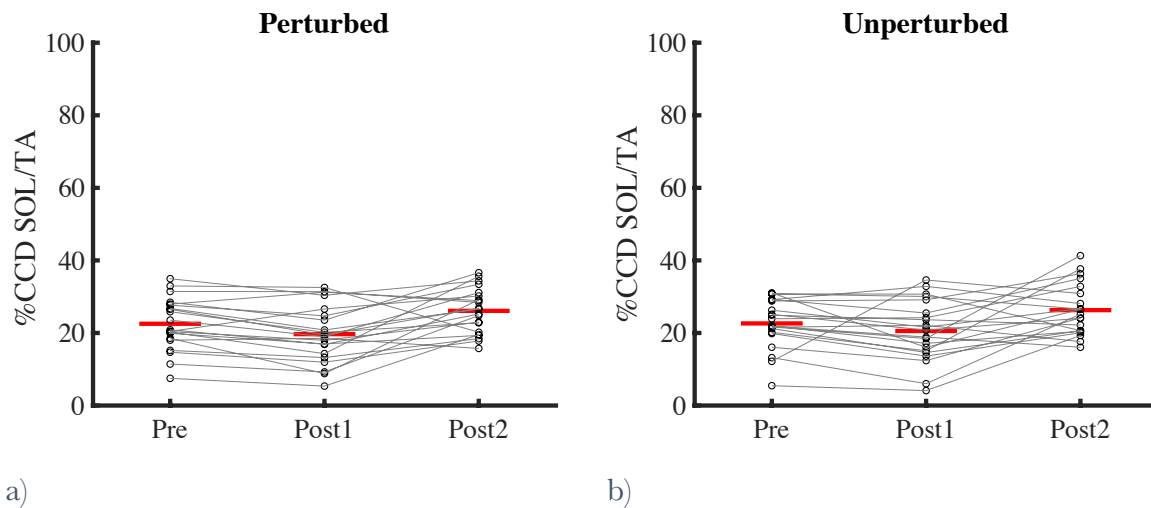 Perturbed
100
80
60
40
20
0
%CCD SOL/TA
Pre Post1 Post2
a)
Unperturbed
100
80
60
40
20
0
%CCD SOL/TA
Pre Post1 Post2
b)